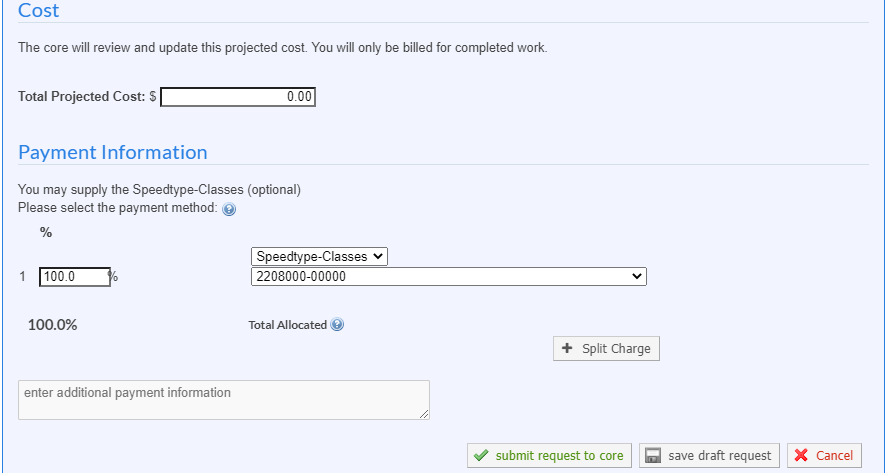 Cost
The core will review and update this projected cost. You will only be billed for completed work.
Total Projected Cost: $ 0.00
Payment Information
You may supply the Speedtype-Classes (optional)
Please select the payment method: ?
%
Speedtype-Classes
1 100.0 %
2208000-00000
100.0% Total Allocated ?
+ Split Charge
enter additional payment information
submit request to core save draft request Cancel